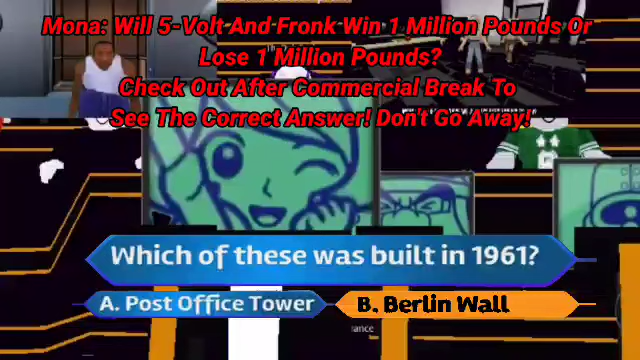 Mona: Will 5-Volt And Fronk Win 1 Million Pounds Or
Lose 1 Million Pounds?
Check Out After Commercial Break To
See The Correct Answer! Don't Go Away!
Which of these was built in 1961?
A. Post Office Tower
B. Berlin Wall